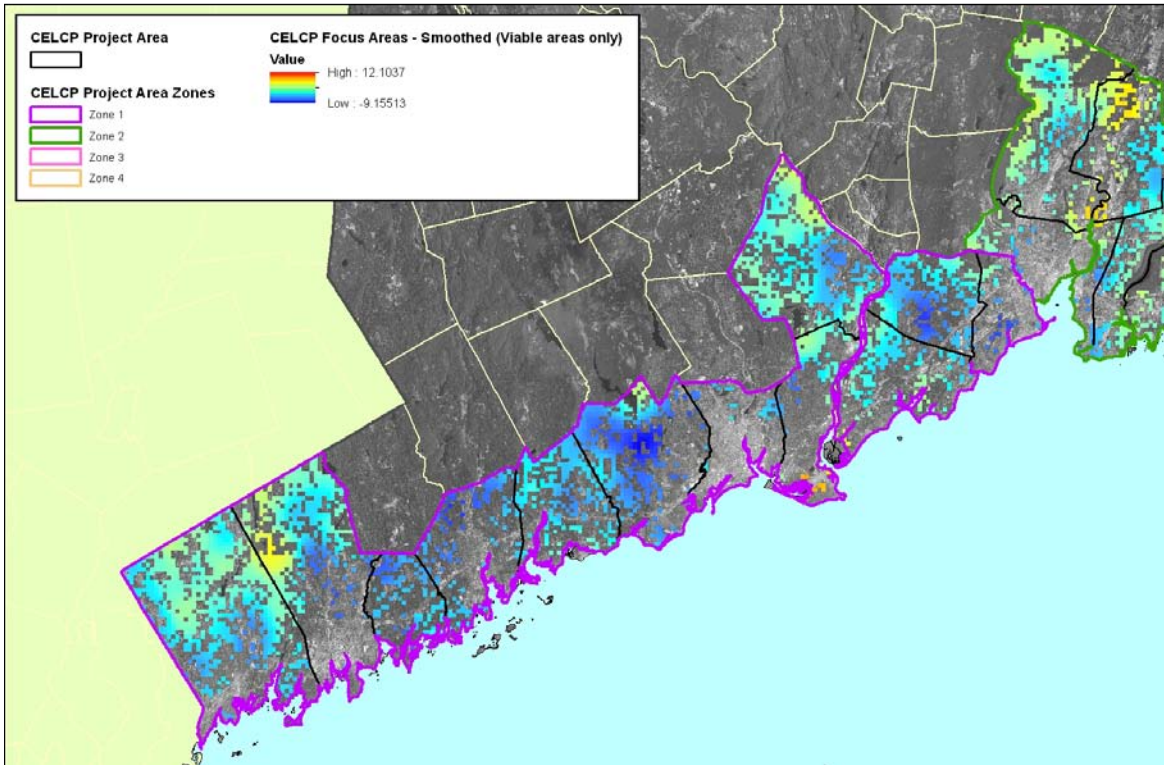 CELCP Project Area
CELCP Project Area Zones
Zone 1
Zone 2
Zone 3
Zone 4
CELCP Focus Areas - Smoothed (Viable areas only)
Value
High : 12.1037
Low : -9.15513